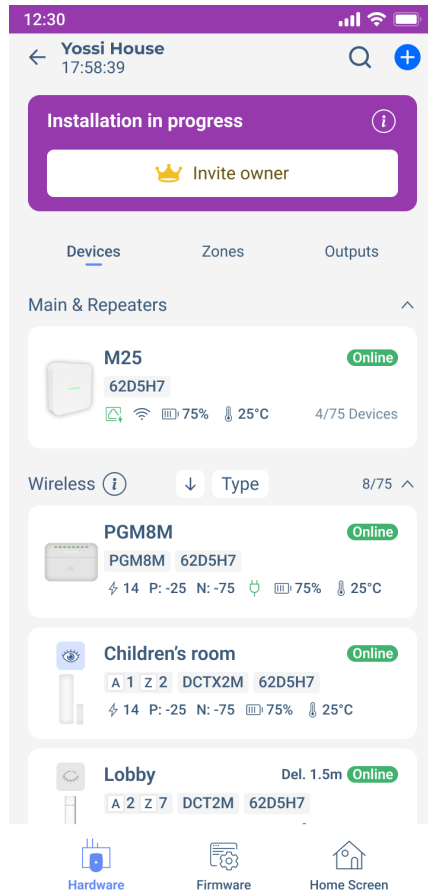 12:30
Yossi House
17:58:39
Installation in progress
Invite owner
Devices Zones Outputs
Main & Repeaters
M25 Online
62D5H7
75% 25°C 4/75 Devices
Wireless Type 8/75
PGM8M Online
PGM8M 62D5H7
14 P: -25 N: -75 75% 25°C
Children's room Online
A 1 Z 2 DCTX2M 62D5H7
14 P: -25 N: -75 75% 25°C
Lobby Del. 1.5m Online
A 2 Z 7 DCT2M 62D5H7
Hardware Firmware Home Screen